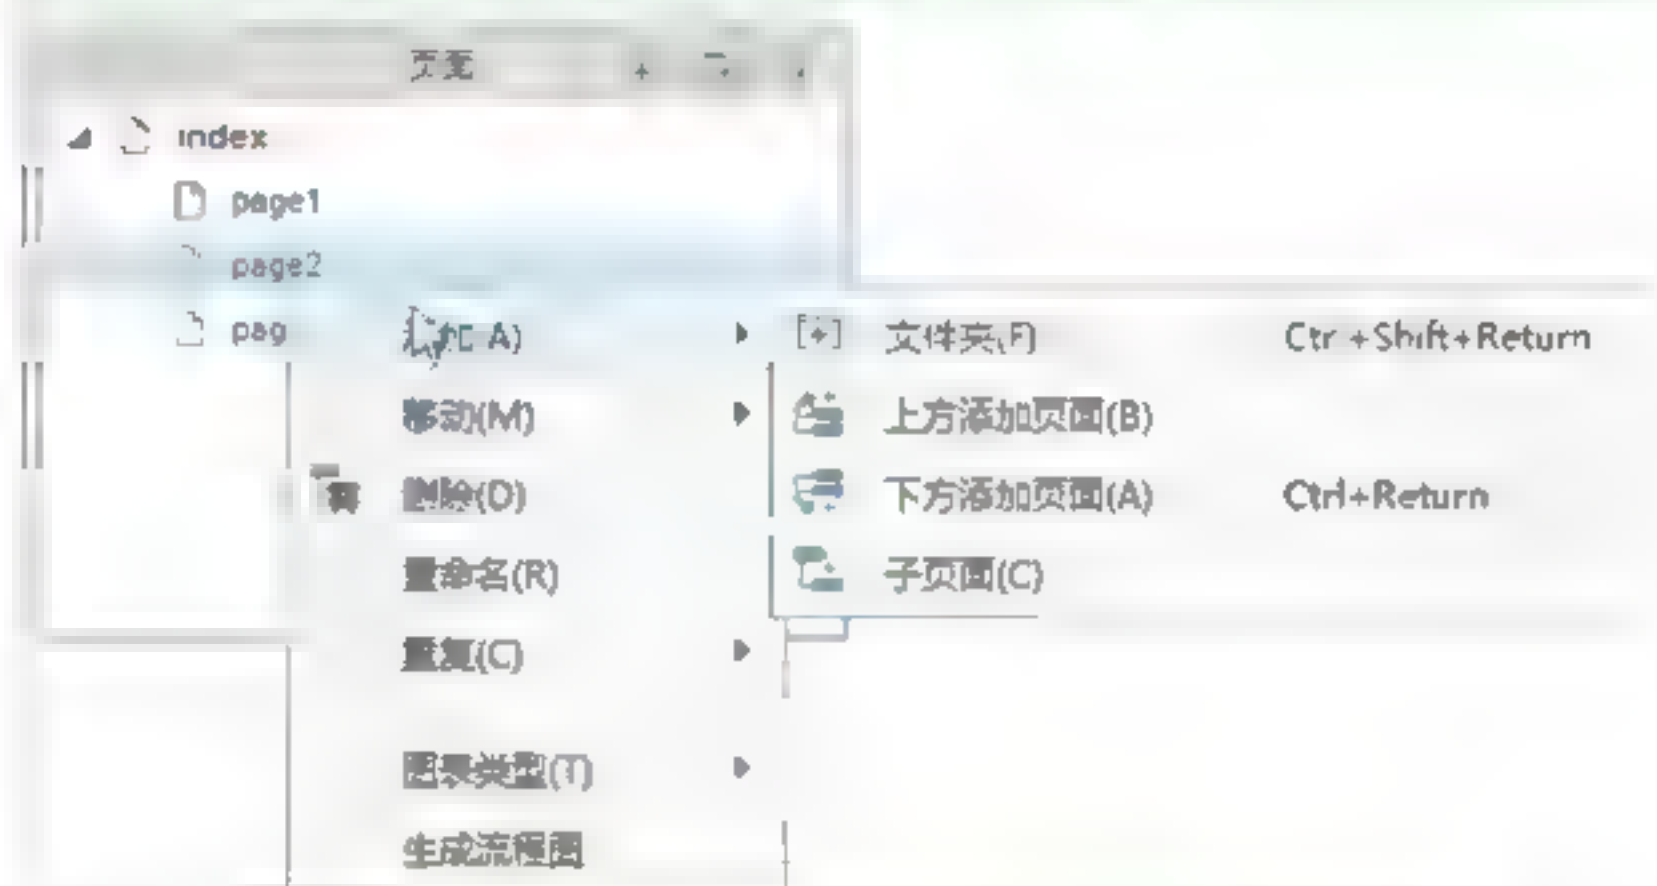 页面
index
page1
page2
pag
(A)
文件夹(F) Ctrl+Shift+Return
移动(M)
上方添加页面(B)
删除(D)
下方添加页面(A) Ctrl+Return
重命名(R)
子页面(C)
重复(C)
图表类型(T)
生成流程图